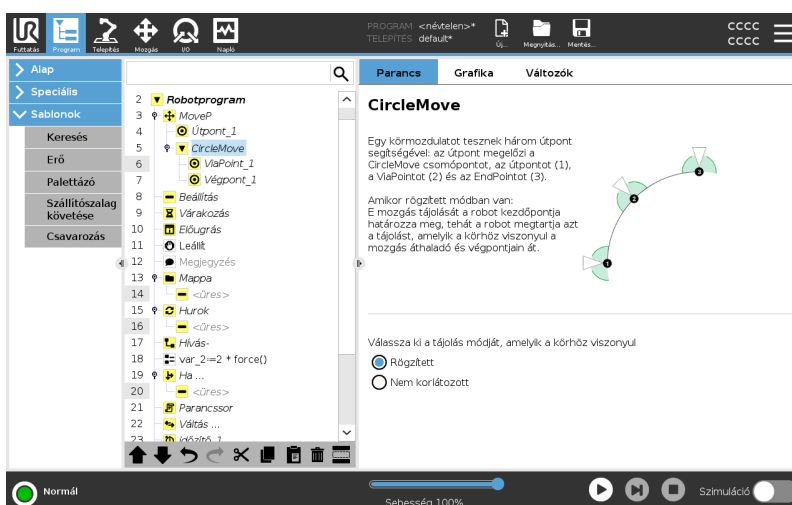 Futtatás
Program
Telepítés
Mozgás
I/O
Napló
PROGRAM <névtelen>*
TELEPÍTÉS default*
Új...
Megnyitás...
Mentés...
cccc
cccc
Alap
Speciális
Sablonok
Keresés
Erő
Palettázó
Szállítószalag
követése
Csavarozás
2 Robotprogram
3 MoveP
4 Útpont_1
5 CircleMove
6 ViaPoint_1
7 Végpont_1
8 Beállítás
9 Várakozás
10 Előugrás
11 Leállít
12 Megjegyzés
13 Mappa
14 <üres>
15 Hurok
16 <üres>
17 Hívás-
18 var_2:=2 * force()
19 Ha ...
20 <üres>
21 Parancssor
22 Váltás ...
23 Időzítő_1
Parancs
Grafika
Változók
CircleMove
Egy körmozdulatot tesznek három útpont
segítségével: az útpont megelőzi a
CircleMove csomópontot, az útpontot (1),
a ViaPointot (2) és az EndPointot (3).
Amikor rögzített módban van:
E mozgás tájolását a robot kezdőpontja
határozza meg, tehát a robot megtartja azt
a tájolást, amelyik a körhöz viszonyul a
mozgás áthaladó és végpontjain át.
1
2
3
Válassza ki a tájolás módját, amelyik a körhöz viszonyul
Rögzített
Nem korlátozott
Normál
Sebesség 100%
Szimuláció